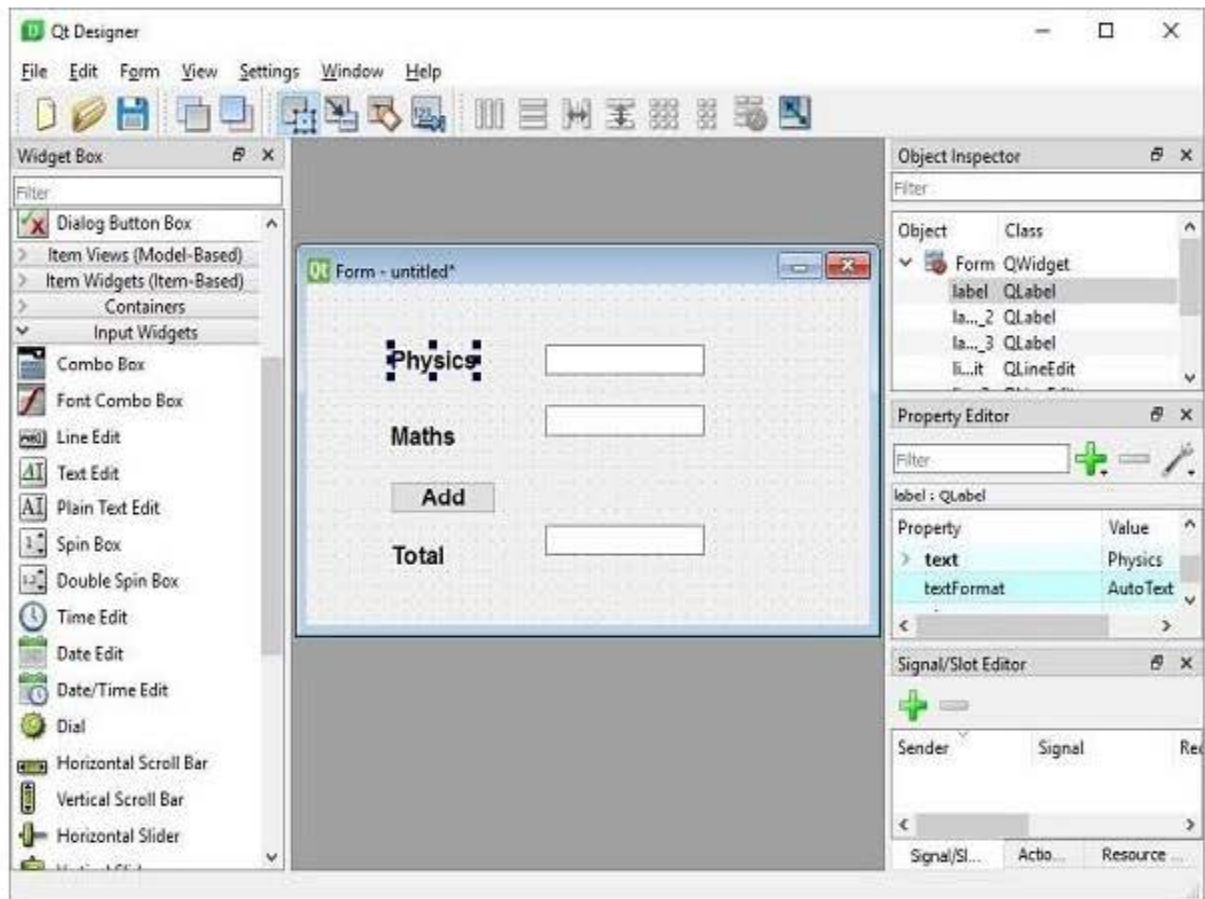 Qt Designer
File Edit Form View Settings Window Help
Widget Box
Filter
Dialog Button Box
Item Views (Model-Based)
Item Widgets (Item-Based)
Containers
Input Widgets
Combo Box
Font Combo Box
Line Edit
Text Edit
Plain Text Edit
Spin Box
Double Spin Box
Time Edit
Date Edit
Date/Time Edit
Dial
Horizontal Scroll Bar
Vertical Scroll Bar
Horizontal Slider
Qt Form - untitled*
Physics
Maths
Add
Total
Object Inspector
Filter
Object Class
Form QWidget
label QLabel
la..._2 QLabel
la..._3 QLabel
li...it QLineEdit
Property Editor
Filter
label : QLabel
Property Value
text Physics
textFormat AutoText
Signal/Slot Editor
Sender Signal Rec
Signal/Sl... Actio... Resource ...